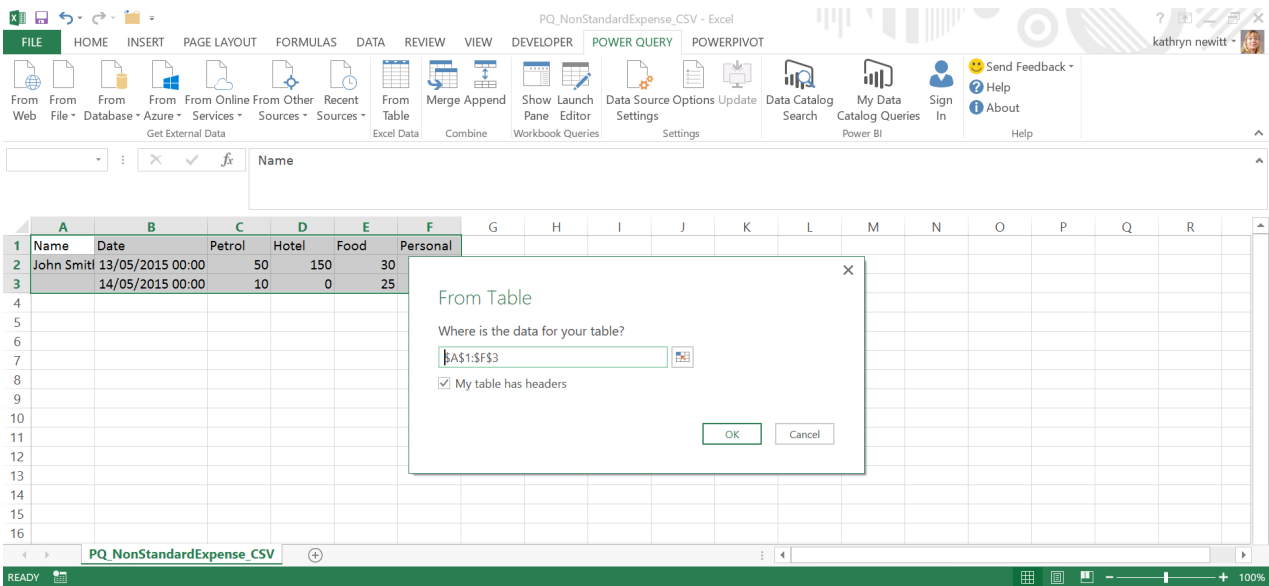 PQ_NonStandardExpense_CSV - Excel
?
FILE HOME INSERT PAGE LAYOUT FORMULAS DATA REVIEW VIEW DEVELOPER POWER QUERY POWERPIVOT kathryn newitt
From Web
From File
From Database
From Azure
From Online Services
From Other Sources
Recent Sources
Get External Data
From Table
Excel Data
Merge Append
Combine
Show Pane
Launch Editor
Workbook Queries
Data Source Settings
Options
Update
Settings
Data Catalog Search
My Data Catalog Queries
Sign In
Power BI
Send Feedback
Help
About
Help
fx Name
A B C D E F G H I J K L M N O P Q R
1 Name Date Petrol Hotel Food Personal
2 John Smitl 13/05/2015 00:00 50 150 30
3 14/05/2015 00:00 10 0 25
4
5
6
7
8
9
10
11
12
13
14
15
16
From Table
Where is the data for your table?
$A$1:$F$3
My table has headers
OK Cancel
PQ_NonStandardExpense_CSV
READY 100%